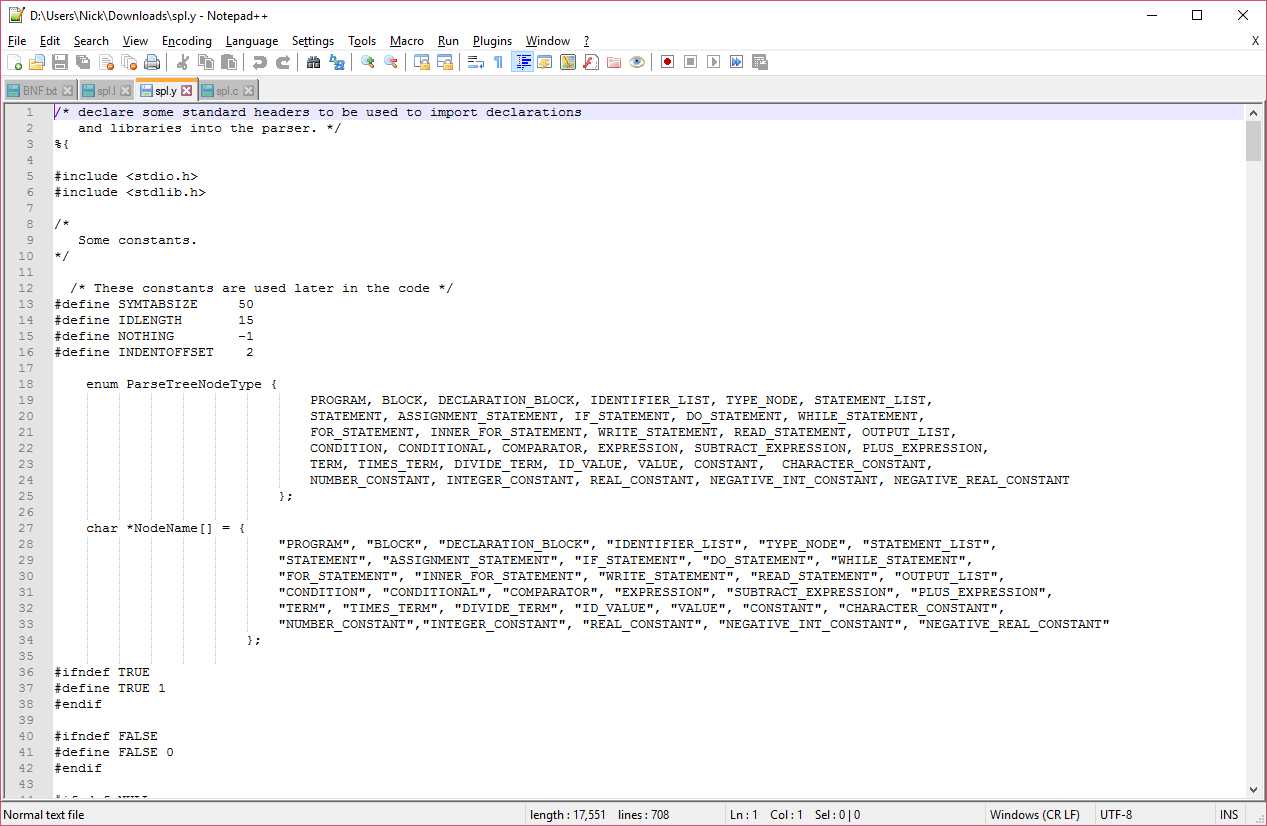 D:\Users\Nick\Downloads\spl.y - Notepad++
File Edit Search View Encoding Language Settings Tools Macro Run Plugins Window ? X
BNF.txt spl.l spl.y spl.c
1 /* declare some standard headers to be used to import declarations
2 and libraries into the parser. */
3 %{
4
5 #include <stdio.h>
6 #include <stdlib.h>
7
8 /*
9 Some constants.
10 */
11
12 /* These constants are used later in the code */
13 #define SYMTABSIZE 50
14 #define IDLENGTH 15
15 #define NOTHING -1
16 #define INDENTOFFSET 2
17
18 enum ParseTreeNodeType {
19 PROGRAM, BLOCK, DECLARATION_BLOCK, IDENTIFIER_LIST, TYPE_NODE, STATEMENT_LIST,
20 STATEMENT, ASSIGNMENT_STATEMENT, IF_STATEMENT, DO_STATEMENT, WHILE_STATEMENT,
21 FOR_STATEMENT, INNER_FOR_STATEMENT, WRITE_STATEMENT, READ_STATEMENT, OUTPUT_LIST,
22 CONDITION, CONDITIONAL, COMPARATOR, EXPRESSION, SUBTRACT_EXPRESSION, PLUS_EXPRESSION,
23 TERM, TIMES_TERM, DIVIDE_TERM, ID_VALUE, VALUE, CONSTANT, CHARACTER_CONSTANT,
24 NUMBER_CONSTANT, INTEGER_CONSTANT, REAL_CONSTANT, NEGATIVE_INT_CONSTANT, NEGATIVE_REAL_CONSTANT
25 };
26
27 char *NodeName[] = {
28 "PROGRAM", "BLOCK", "DECLARATION_BLOCK", "IDENTIFIER_LIST", "TYPE_NODE", "STATEMENT_LIST",
29 "STATEMENT", "ASSIGNMENT_STATEMENT", "IF_STATEMENT", "DO_STATEMENT", "WHILE_STATEMENT",
30 "FOR_STATEMENT", "INNER_FOR_STATEMENT", "WRITE_STATEMENT", "READ_STATEMENT", "OUTPUT_LIST",
31 "CONDITION", "CONDITIONAL", "COMPARATOR", "EXPRESSION", "SUBTRACT_EXPRESSION", "PLUS_EXPRESSION",
32 "TERM", "TIMES_TERM", "DIVIDE_TERM", "ID_VALUE", "VALUE", "CONSTANT", "CHARACTER_CONSTANT",
33 "NUMBER_CONSTANT","INTEGER_CONSTANT", "REAL_CONSTANT", "NEGATIVE_INT_CONSTANT", "NEGATIVE_REAL_CONSTANT"
34 };
35
36 #ifndef TRUE
37 #define TRUE 1
38 #endif
39
40 #ifndef FALSE
41 #define FALSE 0
42 #endif
43
Normal text file length : 17,551 lines : 708 Ln : 1 Col : 1 Sel : 0 | 0 Windows (CR LF) UTF-8 INS